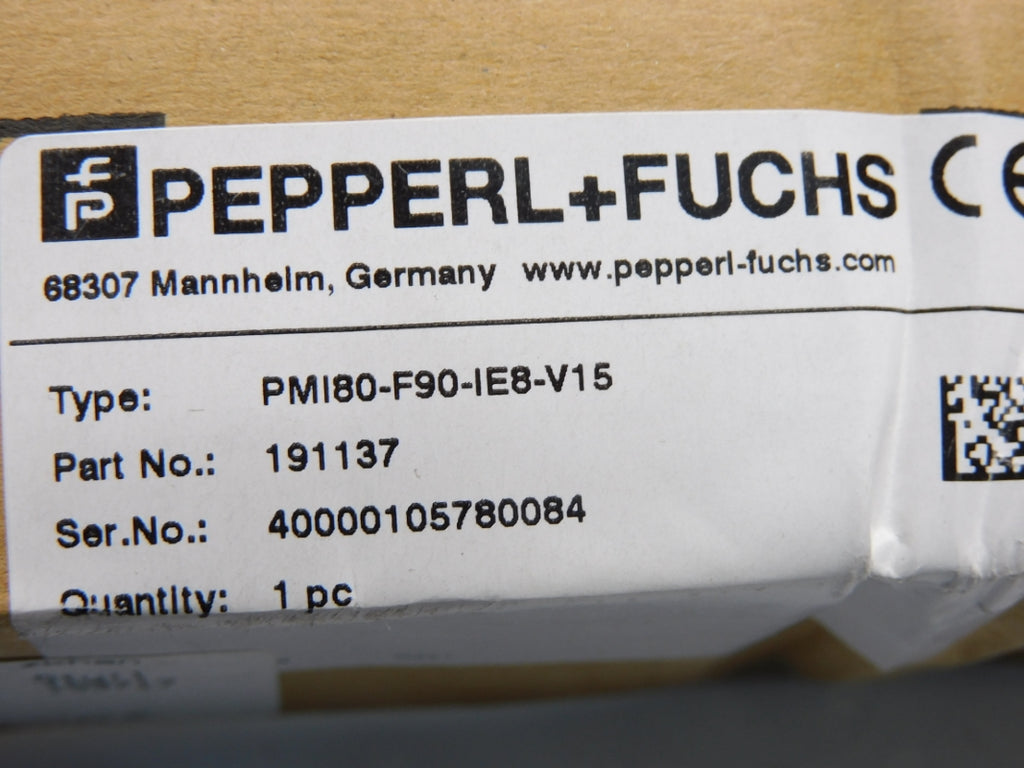 PEPPERL+FUCHS CE
68307 Mannheim, Germany www.pepperl-fuchs.com
Type: PMI80-F90-IE8-V15
Part No.: 191137
Ser.No.: 40000105780084
Quantity: 1 pc